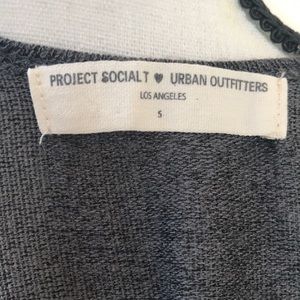 PROJECT SOCIAL T ♥ URBAN OUTFITTERS
LOS ANGELES
S